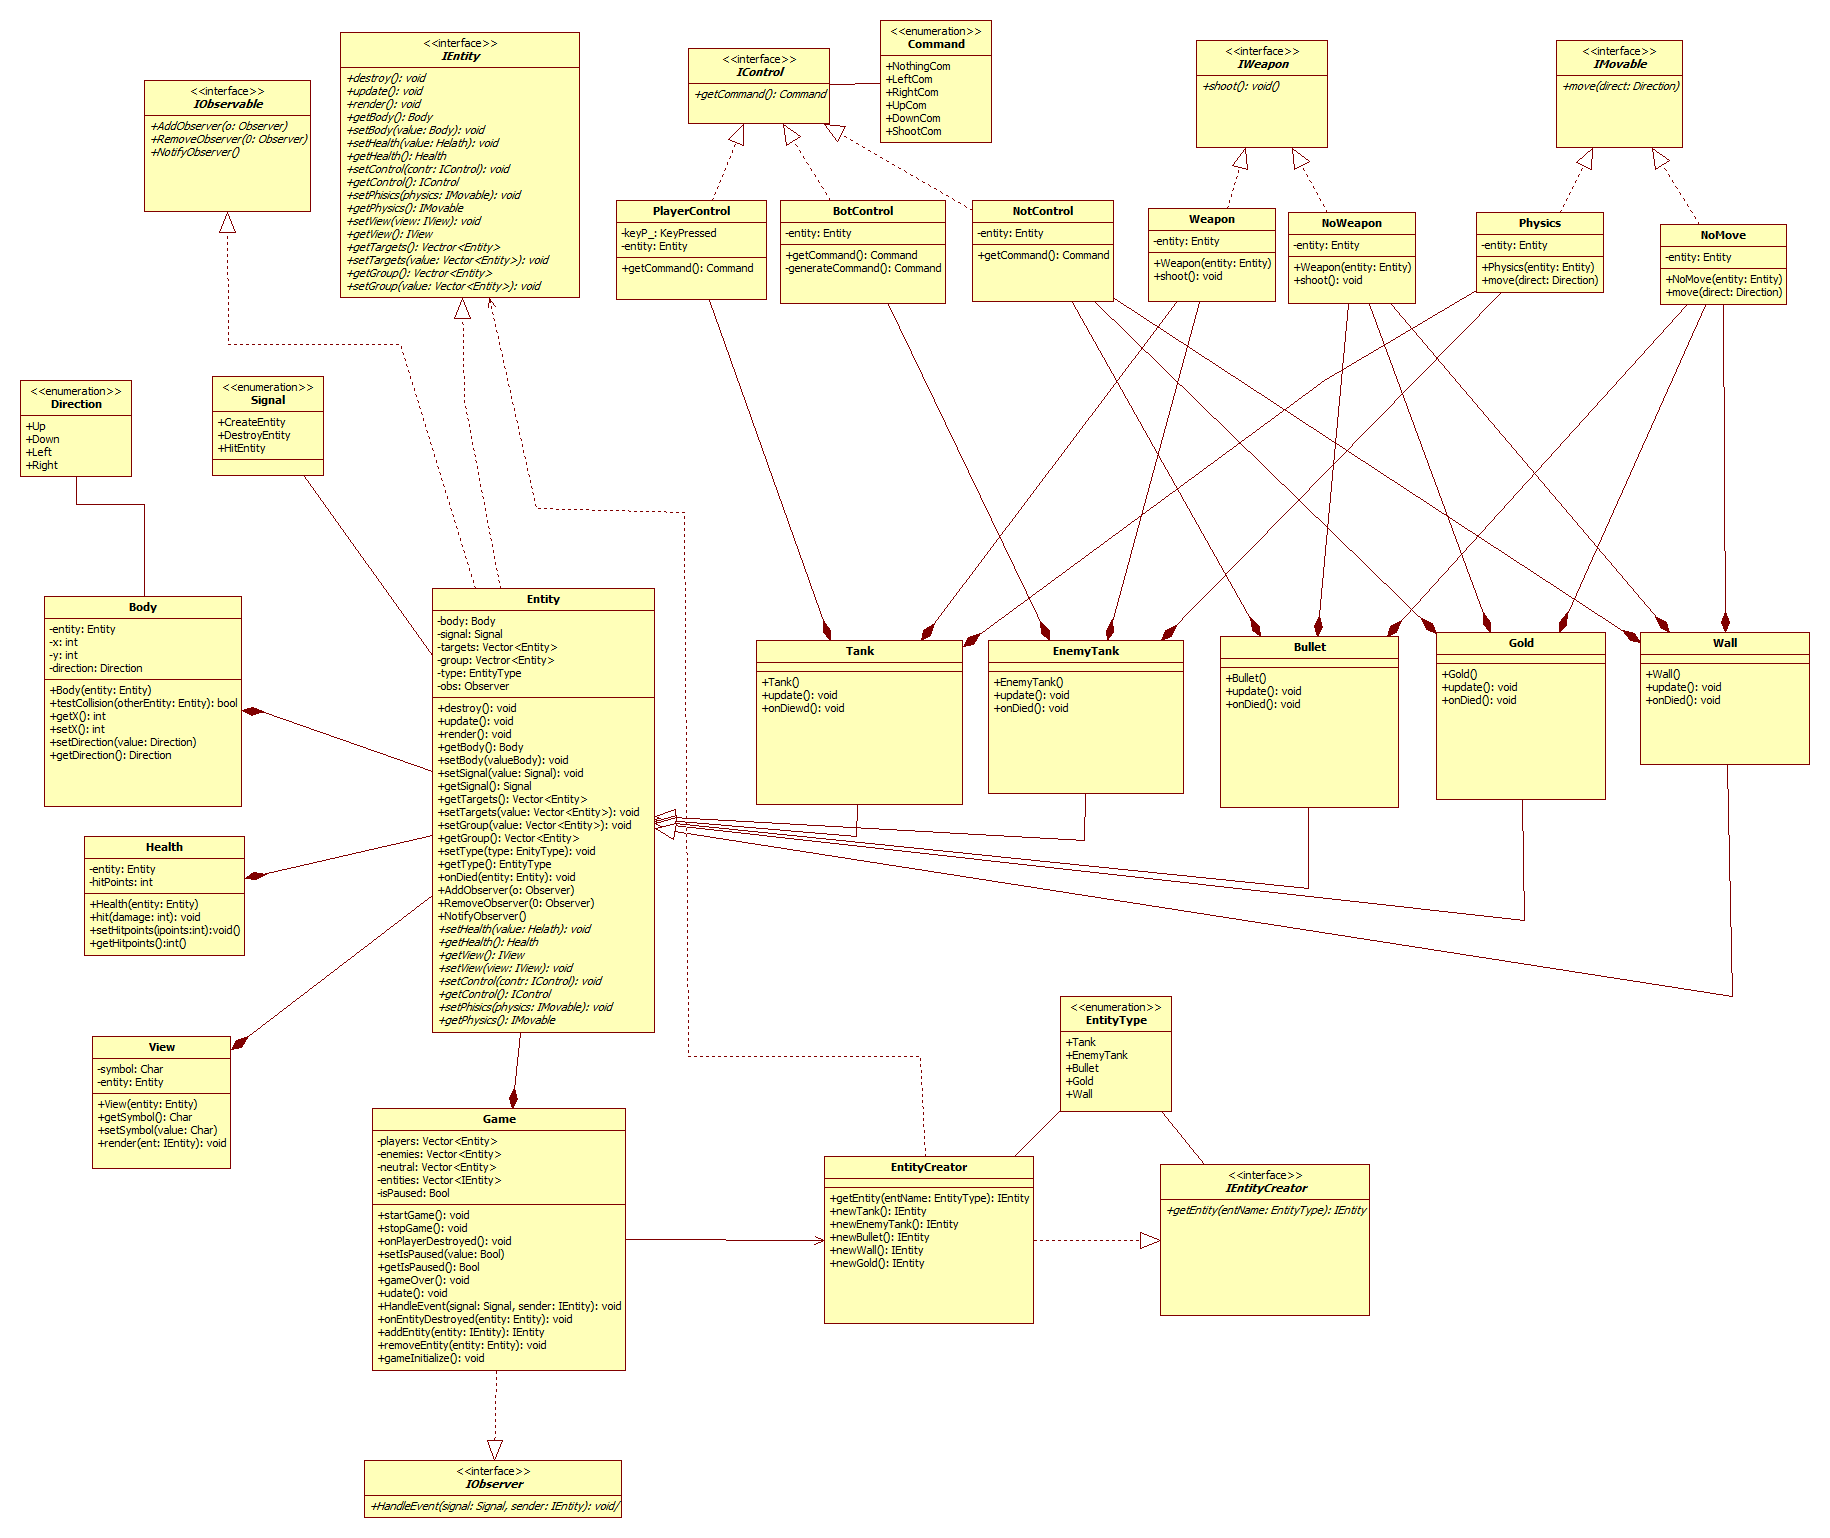 <<interface>>
IEntity
+destroy(): void
+update(): void
+render(): void
+getBody(): Body
+setBody(value: Body): void
+setHealth(value: Helath): void
+getHealth(): Health
+setControl(contr: IControl): void
+getControl(): IControl
+setPhisics(physics: IMovable): void
+getPhysics(): IMovable
+setView(view: IView): void
+getView(): IView
+getTargets(): Vectror<Entity>
+setTargets(value: Vector<Entity>): void
+getGroup(): Vectror<Entity>
+setGroup(value: Vector<Entity>): void
<<interface>>
IObservable
+AddObserver(o: Observer)
+RemoveObserver(0: Observer)
+NotifyObserver()
<<interface>>
IControl
+getCommand(): Command
<<enumeration>>
Command
+NothingCom
+LeftCom
+RightCom
+UpCom
+DownCom
+ShootCom
<<interface>>
IWeapon
+shoot(): void()
<<interface>>
IMovable
+move(direct: Direction)
PlayerControl
-keyP_: KeyPressed
-entity: Entity
+getCommand(): Command
BotControl
-entity: Entity
+getCommand(): Command
-generateCommand(): Command
NotControl
-entity: Entity
+getCommand(): Command
Weapon
-entity: Entity
+Weapon(entity: Entity)
+shoot(): void
NoWeapon
-entity: Entity
+Weapon(entity: Entity)
+shoot(): void
Physics
-entity: Entity
+Physics(entity: Entity)
+move(direct: Direction)
NoMove
-entity: Entity
+NoMove(entity: Entity)
+move(direct: Direction)
<<enumeration>>
Direction
+Up
+Down
+Left
+Right
<<enumeration>>
Signal
+CreateEntity
+DestroyEntity
+HitEntity
Body
-entity: Entity
-x: int
-y: int
-direction: Direction
+Body(entity: Entity)
+testCollision(otherEntity: Entity): bool
+getX(): int
+setX(): int
+setDirection(value: Direction)
+getDirection(): Direction
Entity
-body: Body
-signal: Signal
-targets: Vector<Entity>
-group: Vectror<Entity>
-type: EntityType
-obs: Observer
+destroy(): void
+update(): void
+render(): void
+getBody(): Body
+setBody(valueBody): void
+setSignal(value: Signal): void
+getSignal(): Signal
+getTargets(): Vector<Entity>
+setTargets(value: Vector<Entity>): void
+setGroup(value: Vector<Entity>): void
+getGroup(): Vector<Entity>
+setType(type: EnityType): void
+getType(): EntityType
+onDied(entity: Entity): void
+AddObserver(o: Observer)
+RemoveObserver(0: Observer)
+NotifyObserver()
+setHealth(value: Helath): void
+getHealth(): Health
+getView(): IView
+setView(view: IView): void
+setControl(contr: IControl): void
+getControl(): IControl
+setPhisics(physics: IMovable): void
+getPhysics(): IMovable
Tank
+Tank()
+update(): void
+onDiewd(): void
EnemyTank
+EnemyTank()
+update(): void
+onDied(): void
Bullet
+Bullet()
+update(): void
+onDied(): void
Gold
+Gold()
+update(): void
+onDied(): void
Wall
+Wall()
+update(): void
+onDied(): void
Health
-entity: Entity
-hitPoints: int
+Health(entity: Entity)
+hit(damage: int): void
+setHitpoints(ipoints:int):void()
+getHitpoints():int()
View
-symbol: Char
-entity: Entity
+View(entity: Entity)
+getSymbol(): Char
+setSymbol(value: Char)
+render(ent: IEntity): void
<<enumeration>>
EntityType
+Tank
+EnemyTank
+Bullet
+Gold
+Wall
Game
-players: Vector<Entity>
-enemies: Vector<Entity>
-neutral: Vector<Entity>
-entities: Vector<IEntity>
-isPaused: Bool
+startGame(): void
+stopGame(): void
+onPlayerDestroyed(): void
+setIsPaused(value: Bool)
+getIsPaused(): Bool
+gameOver(): void
+udate(): void
+HandleEvent(signal: Signal, sender: IEntity): void
+onEntityDestroyed(entity: Entity): void
+addEntity(entity: IEntity): IEntity
+removeEntity(entity: Entity): void
+gameInitialize(): void
EntityCreator
+getEntity(entName: EntityType): IEntity
+newTank(): IEntity
+newEnemyTank(): IEntity
+newBullet(): IEntity
+newWall(): IEntity
+newGold(): IEntity
<<interface>>
IEntityCreator
+getEntity(entName: EntityType): IEntity
<<interface>>
IObserver
+HandleEvent(signal: Signal, sender: IEntity): void/